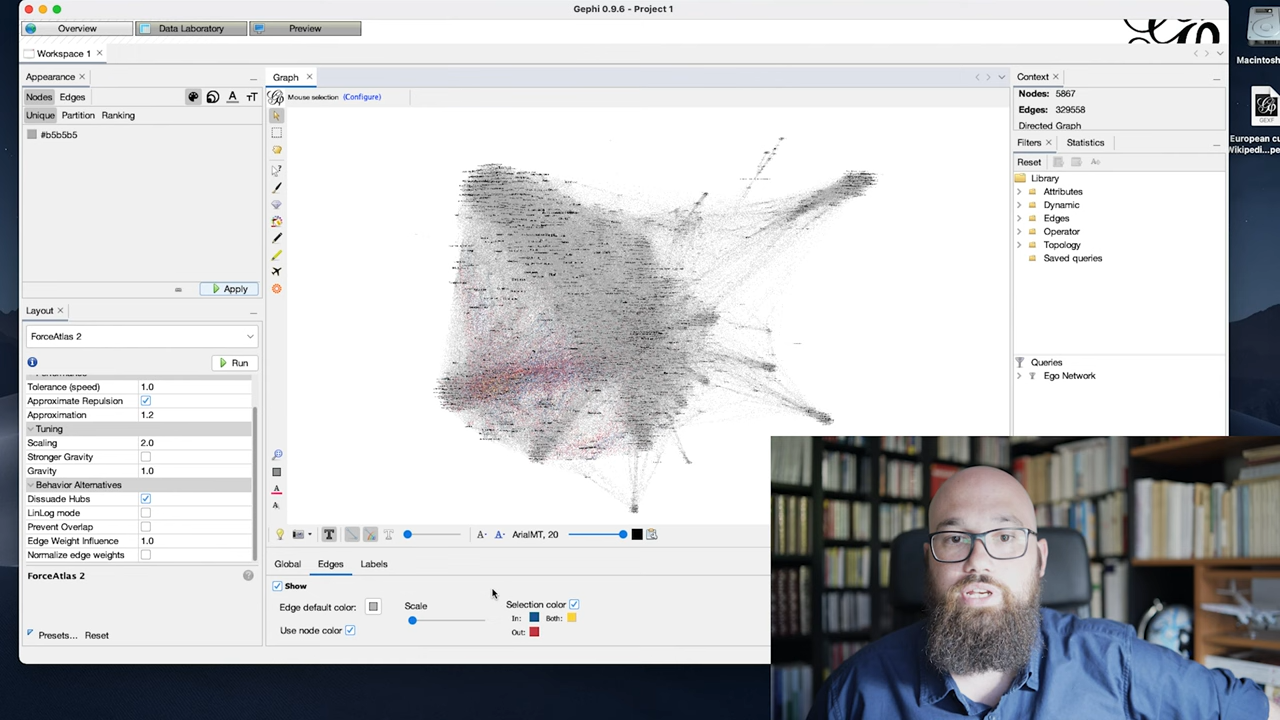 Gephi 0.9.6 - Project 1
Overview
Data Laboratory
Preview
Workspace 1
Appearance
Nodes
Edges
Unique
Partition
Ranking
#b5b5b5
Apply
Layout
ForceAtlas 2
Run
Tolerance (speed) 1.0
Approximate Repulsion
Approximation 1.2
Tuning
Scaling 2.0
Stronger Gravity
Gravity 1.0
Behavior Alternatives
Dissuade Hubs
LinLog mode
Prevent Overlap
Edge Weight Influence 1.0
Normalize edge weights
ForceAtlas 2
Presets... Reset
Graph
Mouse selection (Configure)
ArialMT, 20
Global
Edges
Labels
Show
Edge default color:
Scale
Selection color
In:
Both:
Use node color
Out:
Context
Nodes: 5867
Edges: 329558
Directed Graph
Filters
Statistics
Reset
Library
Attributes
Dynamic
Edges
Operator
Topology
Saved queries
Queries
Ego Network
Macintosh
GEXF
European cu
Wikipedi...pe